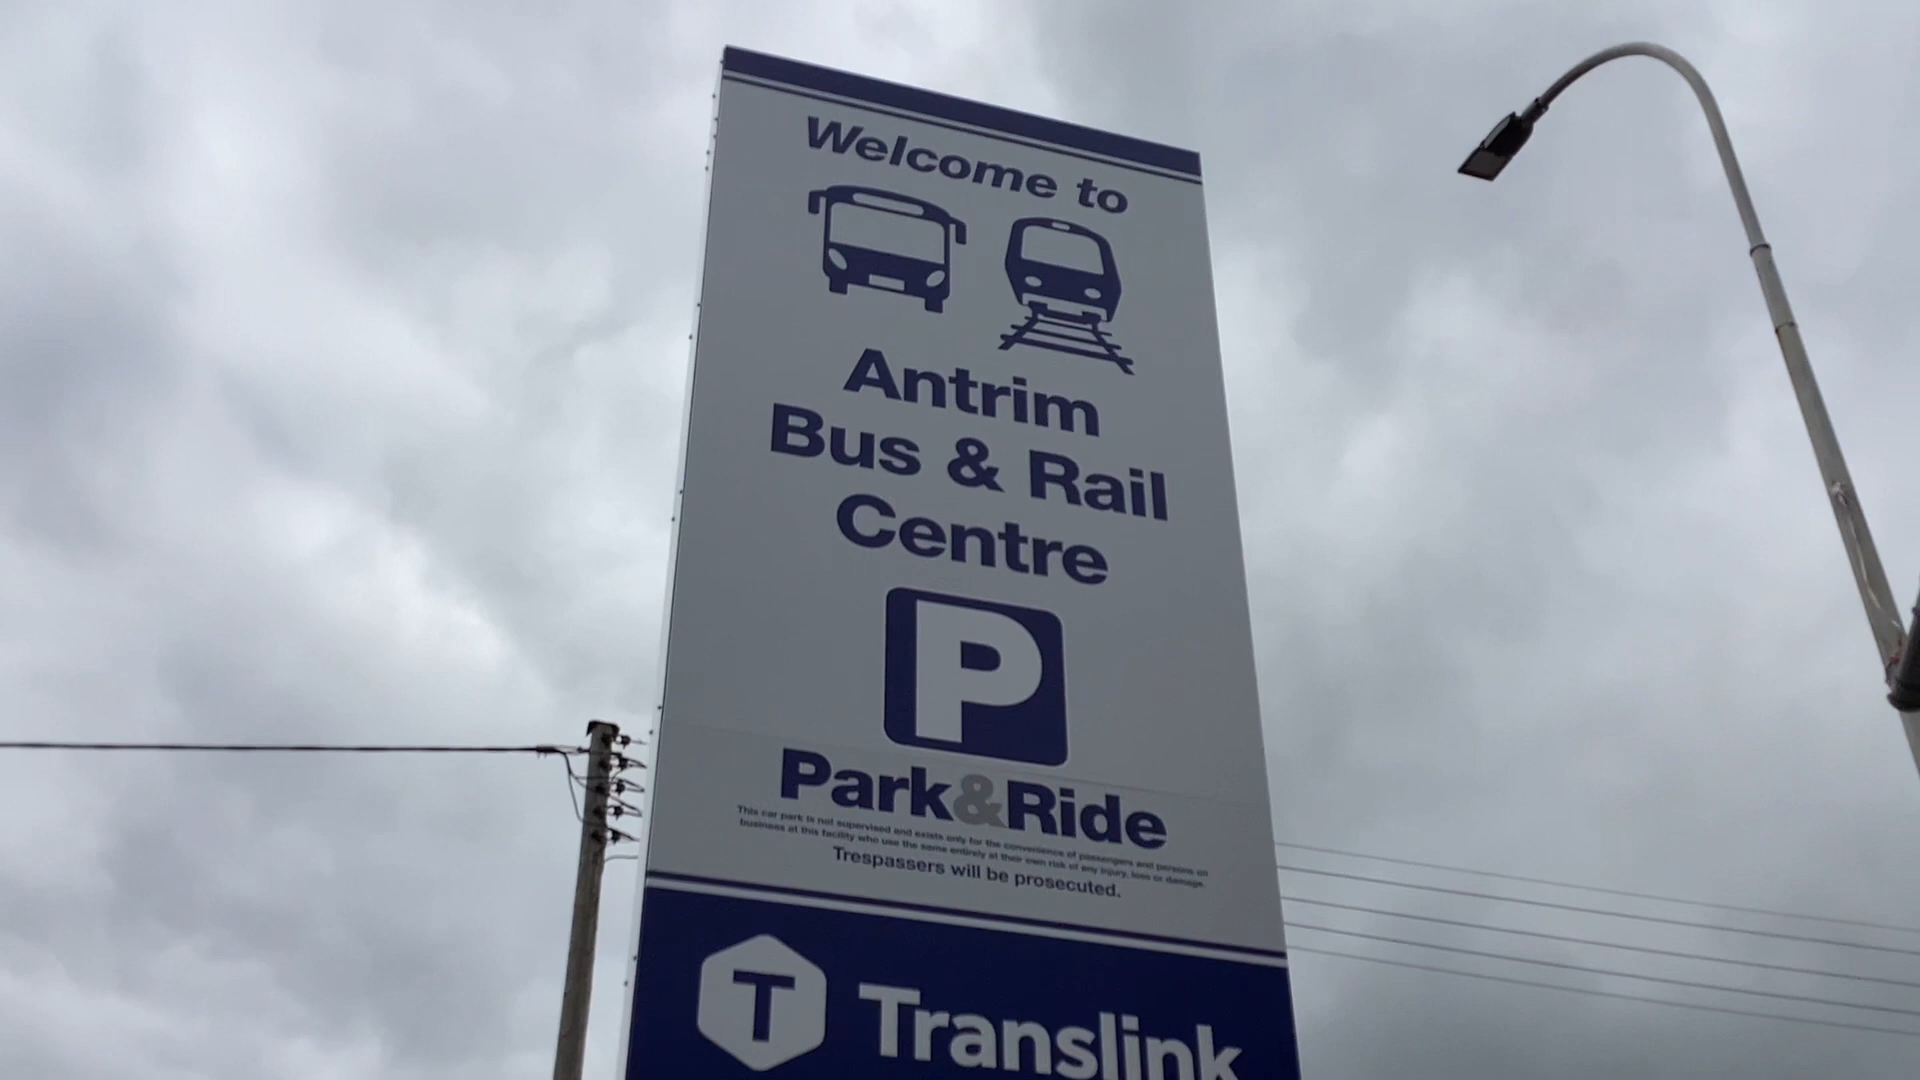 Welcome to
Antrim
Bus & Rail
Centre
P
Park&Ride
This car park is not supervised and exists only for the convenience of passengers and persons on
business at this facility who use the same entirely at their own risk of any injury, loss or damage.
Trespassers will be prosecuted.
T Translink